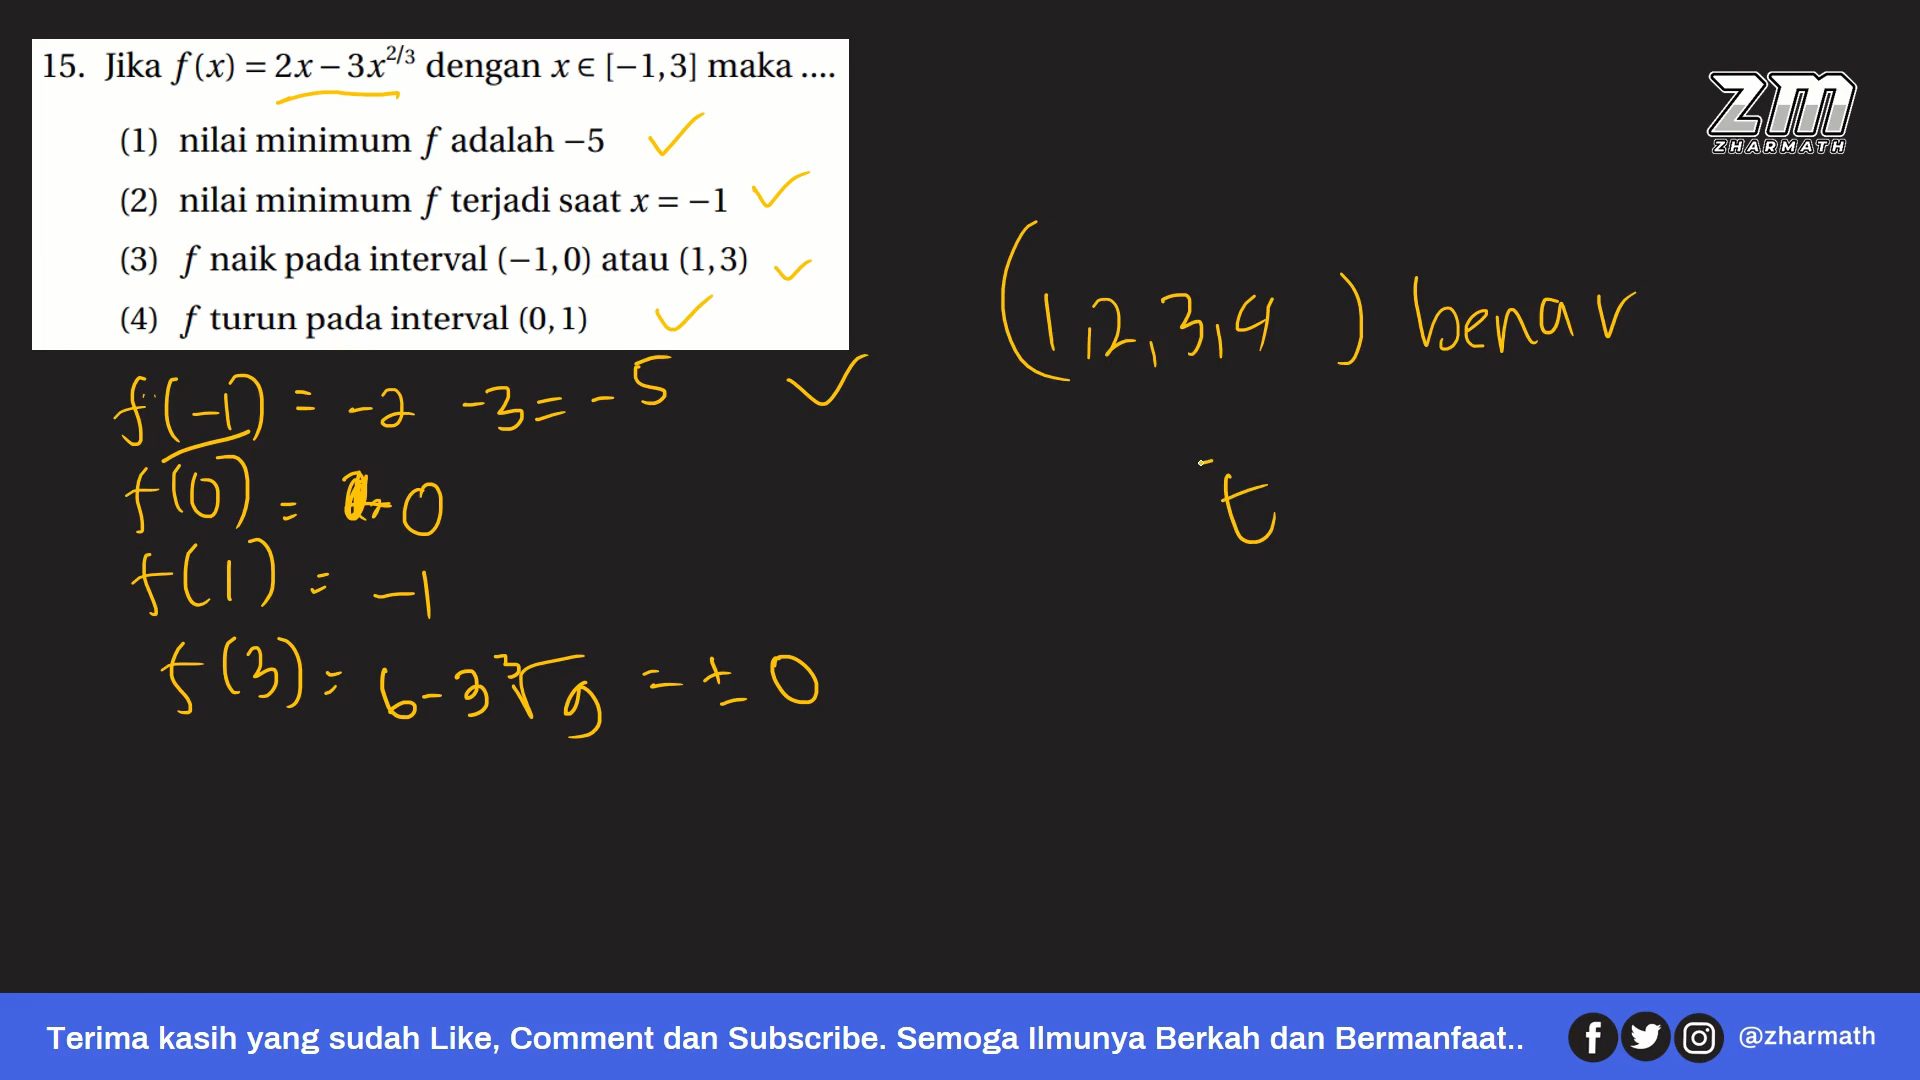 15. Jika f(x) = 2x − 3x^{2/3} dengan x ∈ [−1,3] maka ....
(1) nilai minimum f adalah −5 ✓
(2) nilai minimum f terjadi saat x = −1 ✓
(3) f naik pada interval (−1,0) atau (1,3) ✓
(4) f turun pada interval (0,1) ✓
f(-1) = -2 -3 = -5 ✓
f(0) = 0
f(1) = -1
f(3) = 6 - 3∛9 = ± 0
(1,2,3,4) benar
t
ZM
ZHARMATH
Terima kasih yang sudah Like, Comment dan Subscribe. Semoga Ilmunya Berkah dan Bermanfaat..
@zharmath